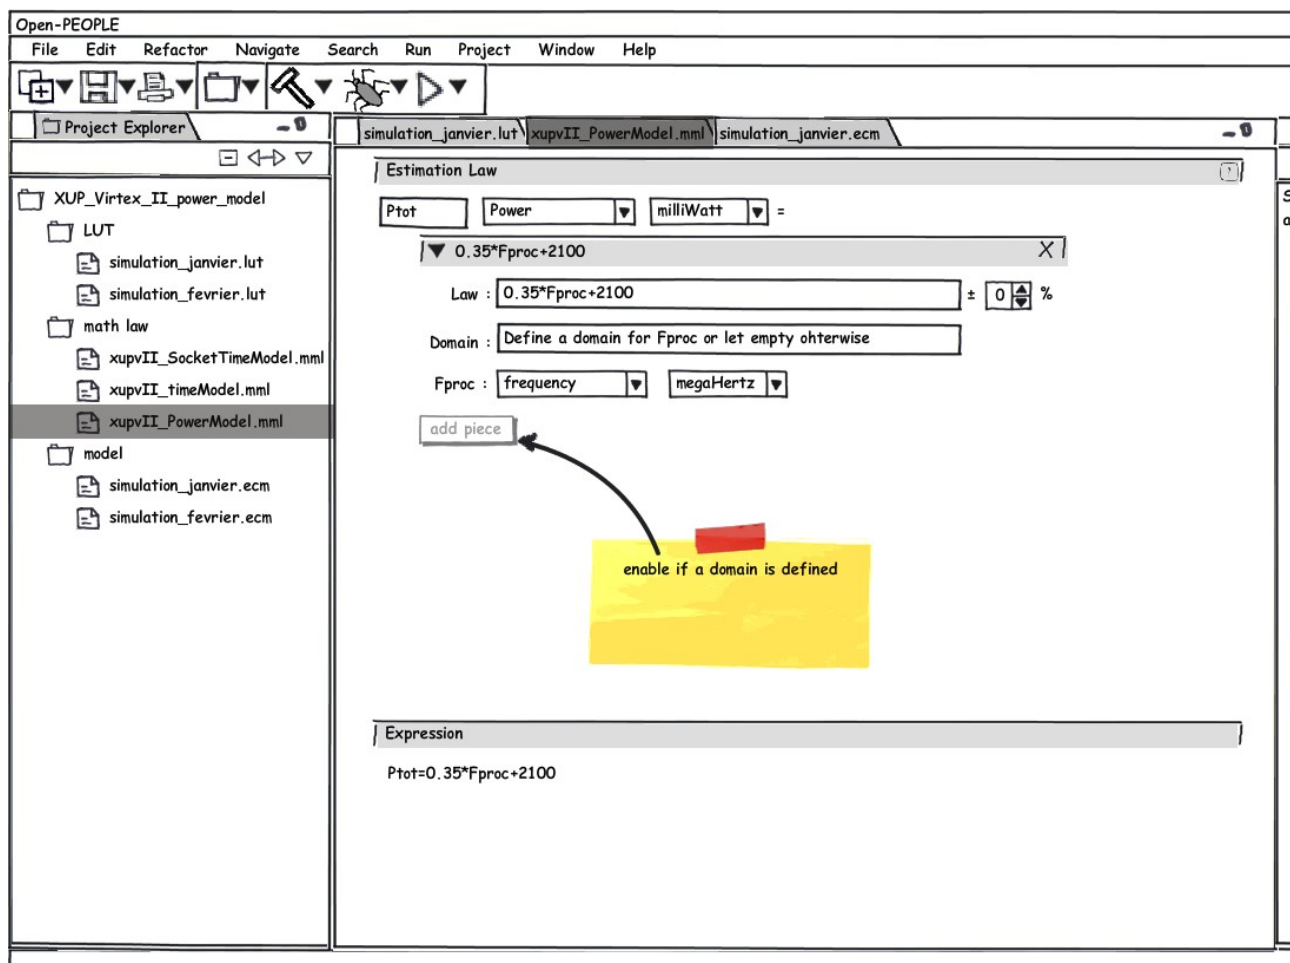 Open-PEOPLE
File Edit Refactor Navigate Search Run Project Window Help
Project Explorer
simulation_janvier.lut xupvII_PowerModel.mml simulation_janvier.ecm
XUP_Virtex_II_power_model
LUT
simulation_janvier.lut
simulation_fevrier.lut
math law
xupvII_SocketTimeModel.mml
xupvII_timeModel.mml
xupvII_PowerModel.mml
model
simulation_janvier.ecm
simulation_fevrier.ecm
Estimation Law
Ptot Power milliWatt =
0.35*Fproc+2100 X
Law : 0.35*Fproc+2100 ± 0 %
Domain : Define a domain for Fproc or let empty ohterwise
Fproc : frequency megaHertz
add piece
enable if a domain is defined
Expression
Ptot=0.35*Fproc+2100